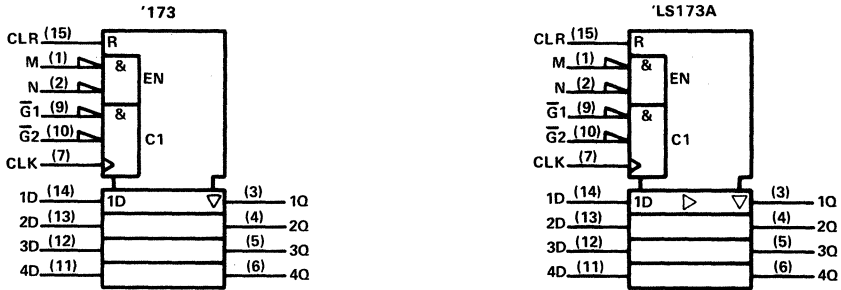 '173
CLR (15) R
M (1) &
EN
N (2)
G̅1 (9) &
G̅2 (10) C1
CLK (7)
1D (14) 1D (3) 1Q
2D (13) (4) 2Q
3D (12) (5) 3Q
4D (11) (6) 4Q
'LS173A
CLR (15) R
M (1) &
EN
N (2)
G̅1 (9) &
G̅2 (10) C1
CLK (7)
1D (14) 1D (3) 1Q
2D (13) (4) 2Q
3D (12) (5) 3Q
4D (11) (6) 4Q